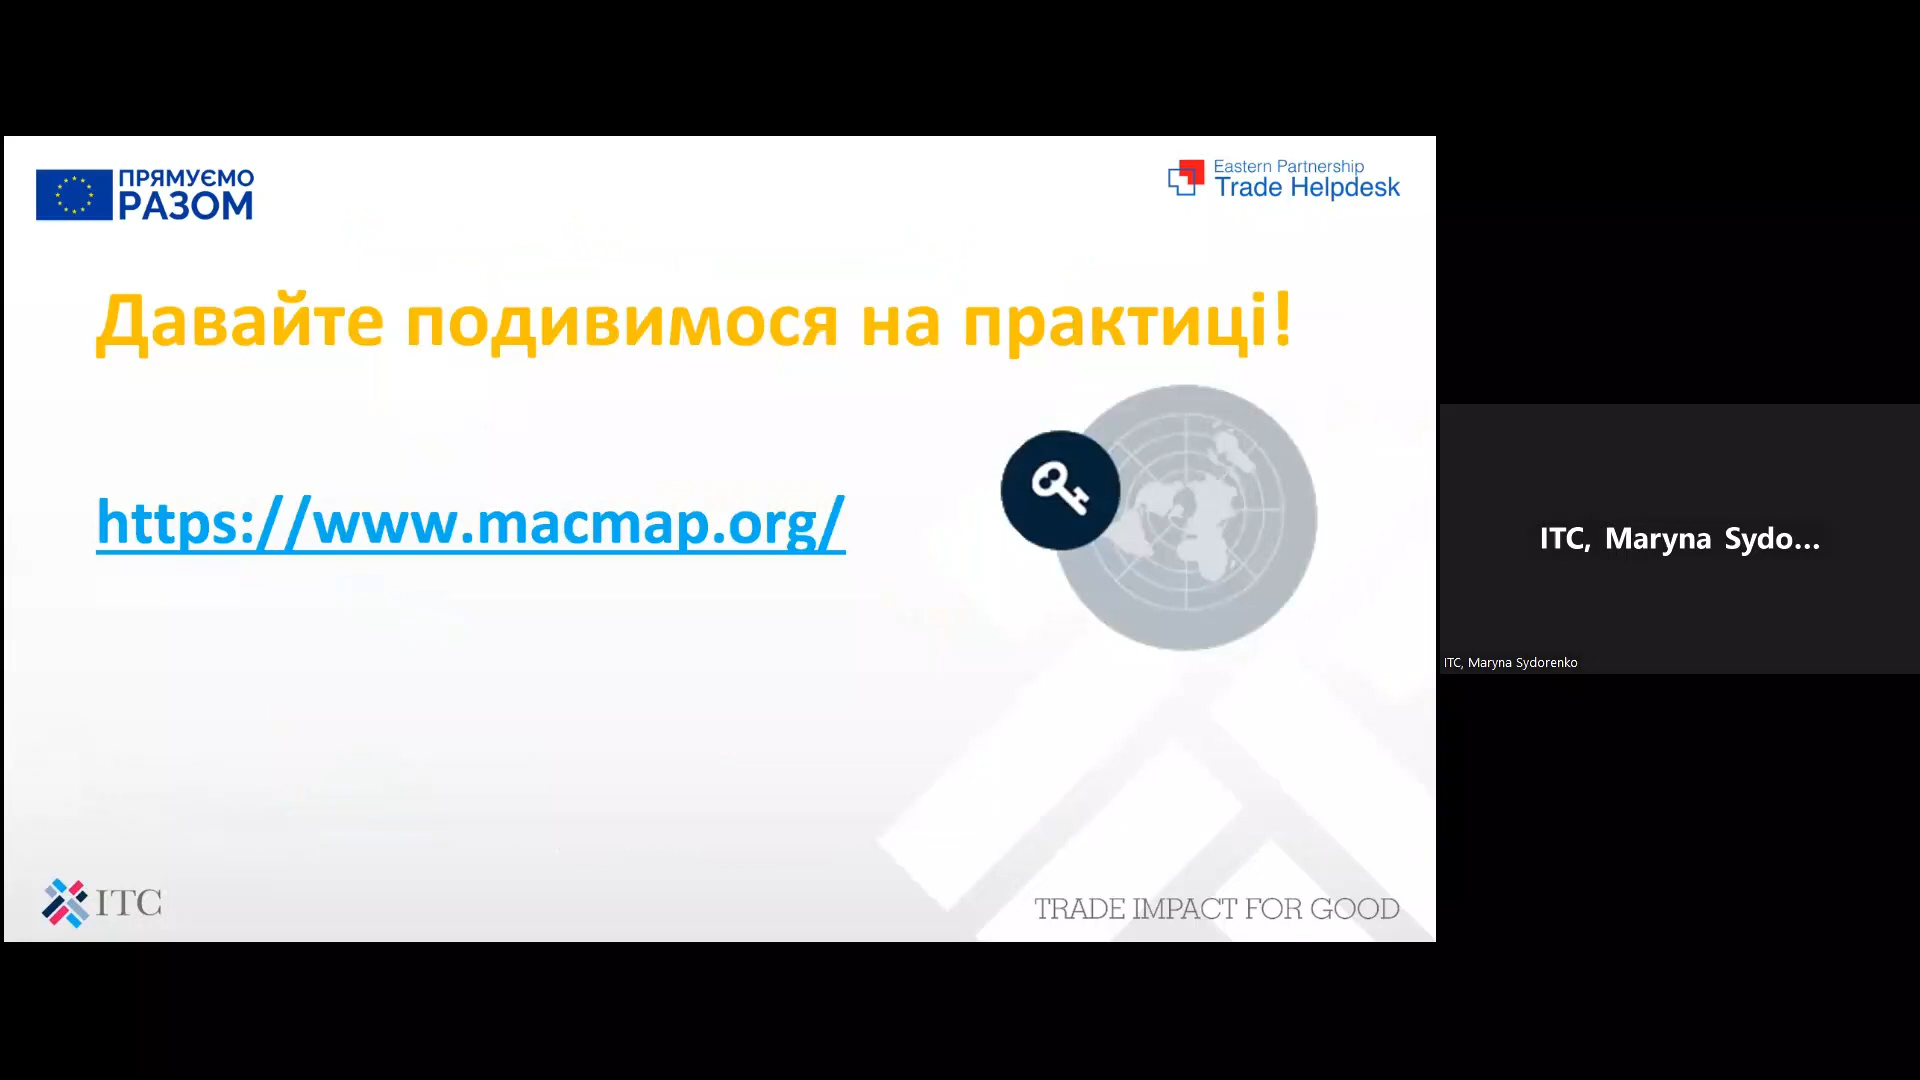 ПРЯМУЄМО
РАЗОМ
Eastern Partnership
Trade Helpdesk
Давайте подивимося на практиці!
https://www.macmap.org/
ITC, Maryna Sydo...
ITC, Maryna Sydorenko
ITC
TRADE IMPACT FOR GOOD